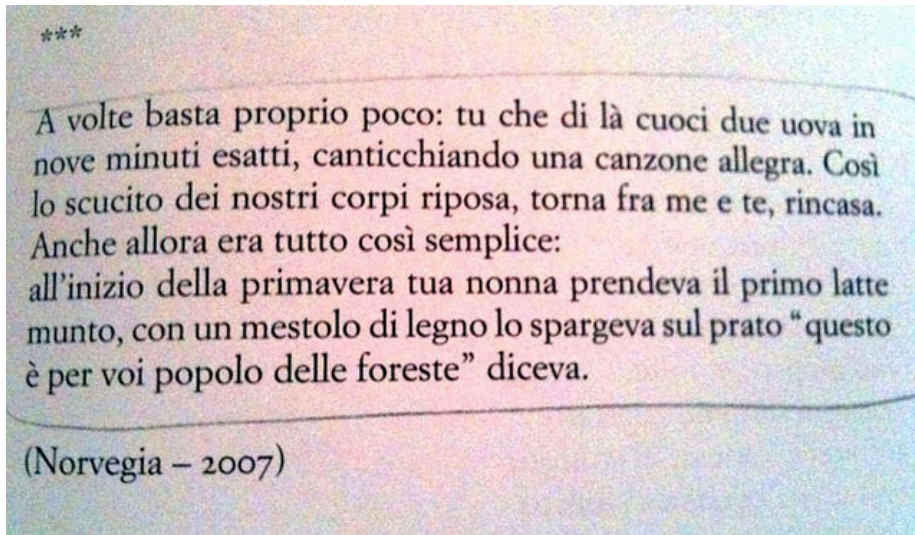 ***
A volte basta proprio poco: tu che di là cuoci due uova in
nove minuti esatti, canticchiando una canzone allegra. Così
lo scucito dei nostri corpi riposa, torna fra me e te, rincasa.
Anche allora era tutto così semplice:
all'inizio della primavera tua nonna prendeva il primo latte
munto, con un mestolo di legno lo spargeva sul prato “questo
è per voi popolo delle foreste” diceva.
(Norvegia – 2007)